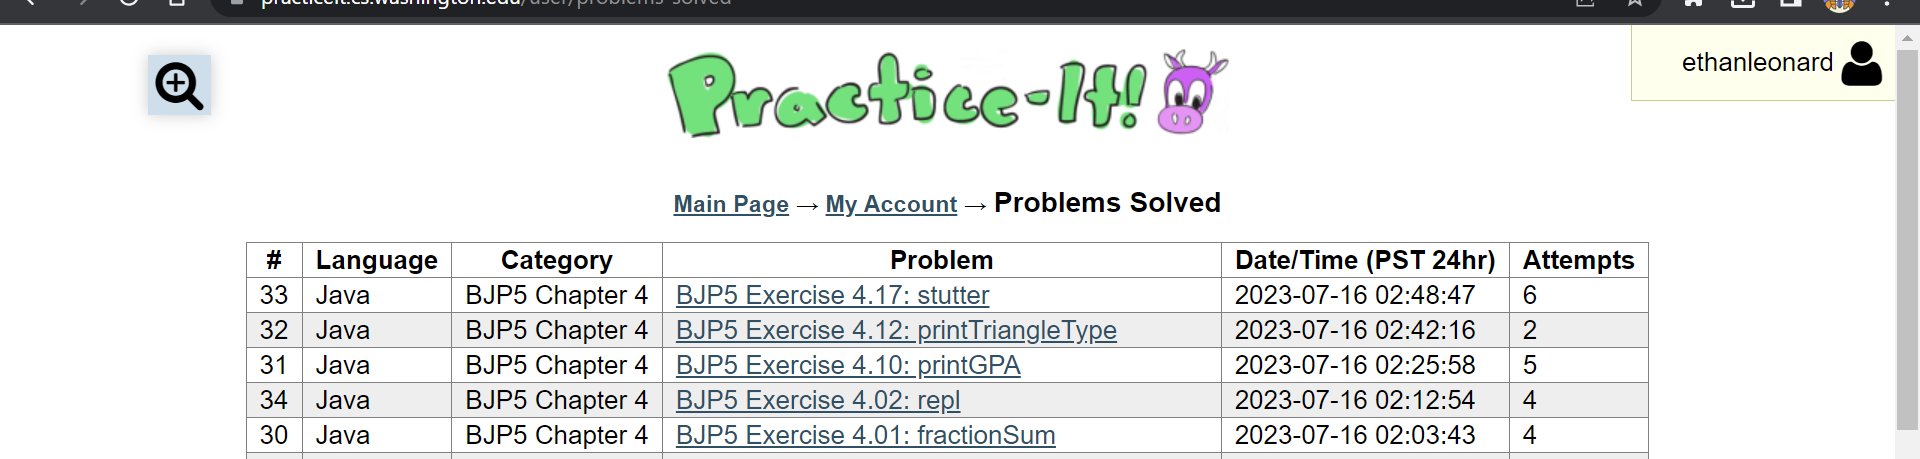 practiceit.cs.washington.edu/user/problems-solved
ethanleonard
Practice-It!
Main Page → My Account → Problems Solved
# Language Category Problem Date/Time (PST 24hr) Attempts
33 Java BJP5 Chapter 4 BJP5 Exercise 4.17: stutter 2023-07-16 02:48:47 6
32 Java BJP5 Chapter 4 BJP5 Exercise 4.12: printTriangleType 2023-07-16 02:42:16 2
31 Java BJP5 Chapter 4 BJP5 Exercise 4.10: printGPA 2023-07-16 02:25:58 5
34 Java BJP5 Chapter 4 BJP5 Exercise 4.02: repl 2023-07-16 02:12:54 4
30 Java BJP5 Chapter 4 BJP5 Exercise 4.01: fractionSum 2023-07-16 02:03:43 4